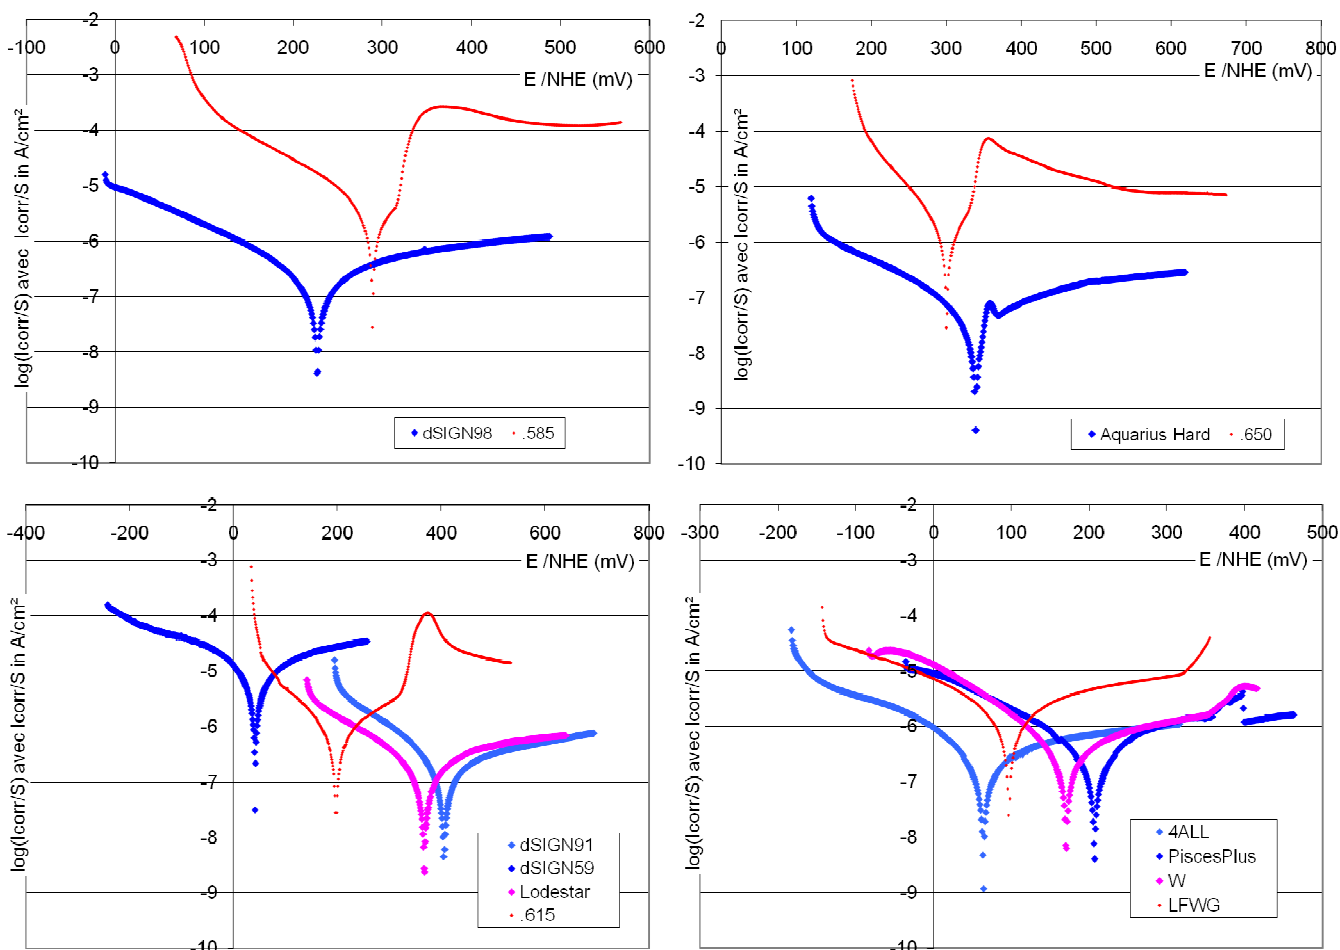 -2
-100 0 100 200 300 400 500 600
E /NHE (mV)
-3
-4
-5
-6
-7
-8
-9
-10
log(Icorr/S) avec Icorr/S in A/cm²
dSIGN98 .585
-2
0 100 200 300 400 500 600 700 800
E /NHE (mV)
-3
-4
-5
-6
-7
-8
-9
-10
log(Icorr/S) avec Icorr/S in A/cm²
Aquarius Hard .650
-2
-400 -200 0 200 400 600 800
E /NHE (mV)
-3
-4
-5
-6
-7
-8
-9
-10
log(Icorr/S) avec Icorr/S in A/cm²
dSIGN91
dSIGN59
Lodestar
.615
-2
-300 -200 -100 0 100 200 300 400 500
E /NHE (mV)
-3
-4
-5
-6
-7
-8
-9
-10
log(Icorr/S) avec Icorr/S in A/cm²
4ALL
PiscesPlus
W
LFWG